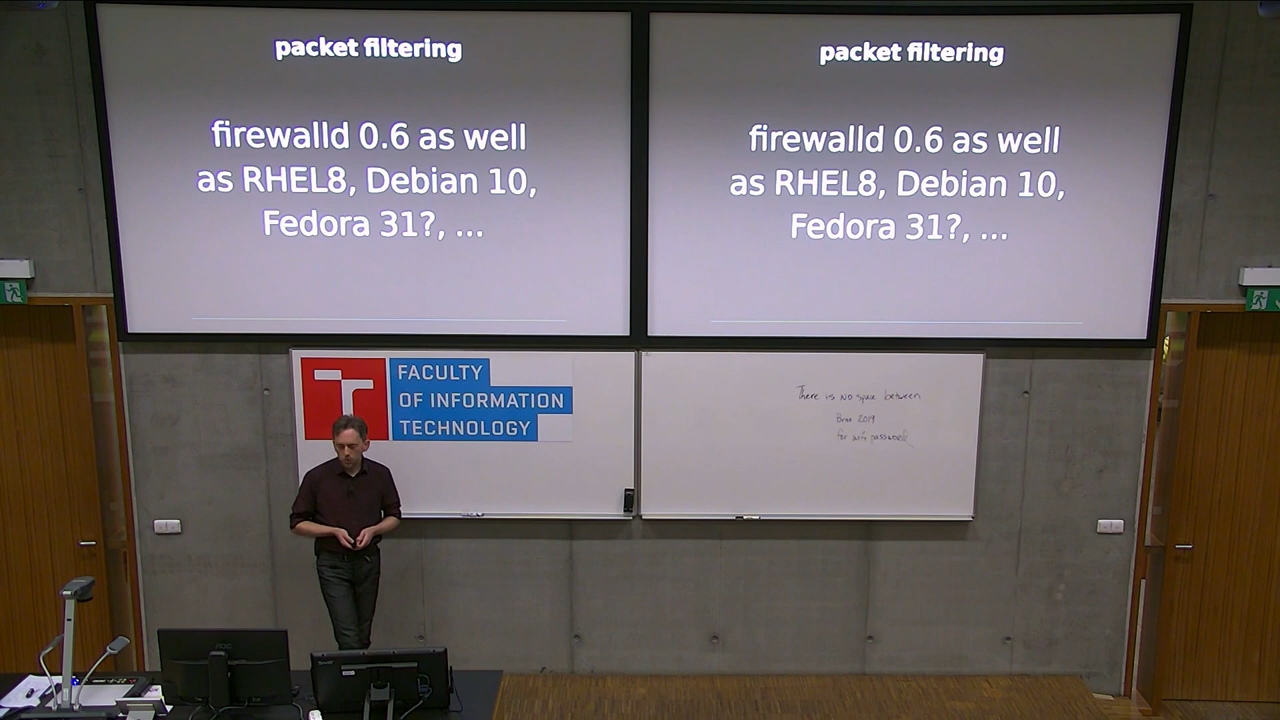 packet filtering
firewalld 0.6 as well
as RHEL8, Debian 10,
Fedora 31?, ...
packet filtering
firewalld 0.6 as well
as RHEL8, Debian 10,
Fedora 31?, ...
FACULTY
OF INFORMATION
TECHNOLOGY
There is NO space between
Brno 2019
for wifi password